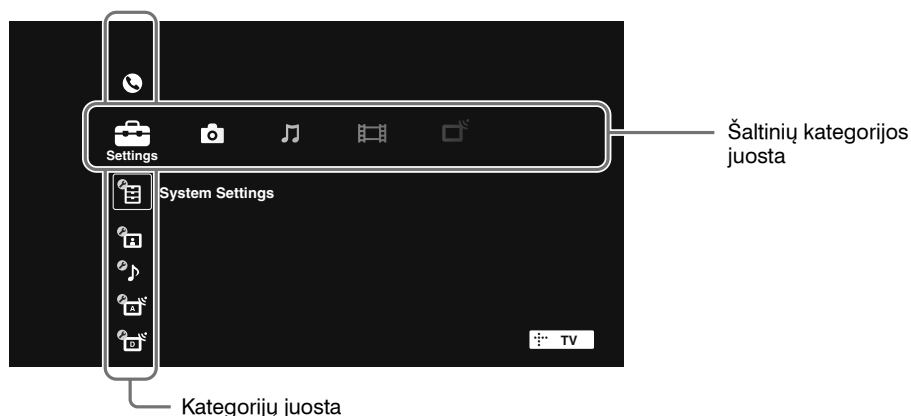 Settings
Šaltinių kategorijos
juosta
System Settings
A
D
TV
Kategorijų juosta